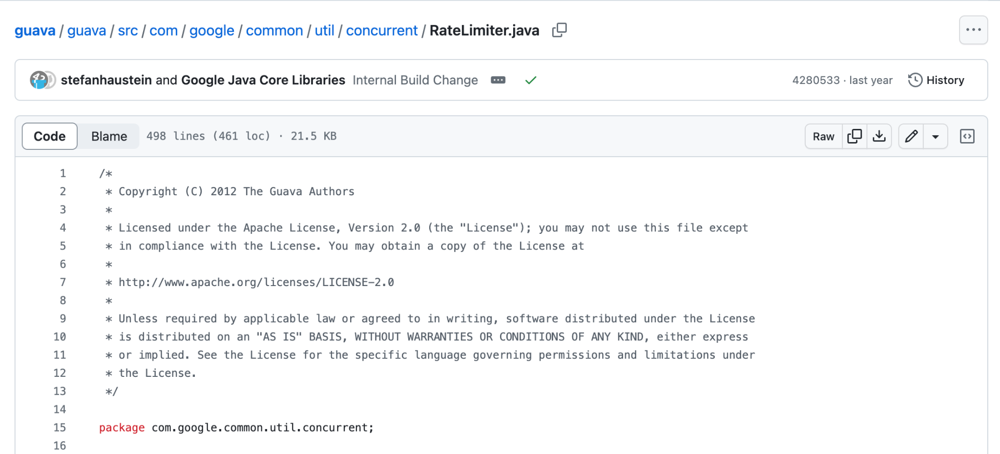 guava / guava / src / com / google / common / util / concurrent / RateLimiter.java
stefanhaustein and Google Java Core Libraries Internal Build Change 4280533 · last year History
Code Blame 498 lines (461 loc) · 21.5 KB Raw
1 /*
2 * Copyright (C) 2012 The Guava Authors
3 *
4 * Licensed under the Apache License, Version 2.0 (the "License"); you may not use this file except
5 * in compliance with the License. You may obtain a copy of the License at
6 *
7 * http://www.apache.org/licenses/LICENSE-2.0
8 *
9 * Unless required by applicable law or agreed to in writing, software distributed under the License
10 * is distributed on an "AS IS" BASIS, WITHOUT WARRANTIES OR CONDITIONS OF ANY KIND, either express
11 * or implied. See the License for the specific language governing permissions and limitations under
12 * the License.
13 */
14
15 package com.google.common.util.concurrent;
16